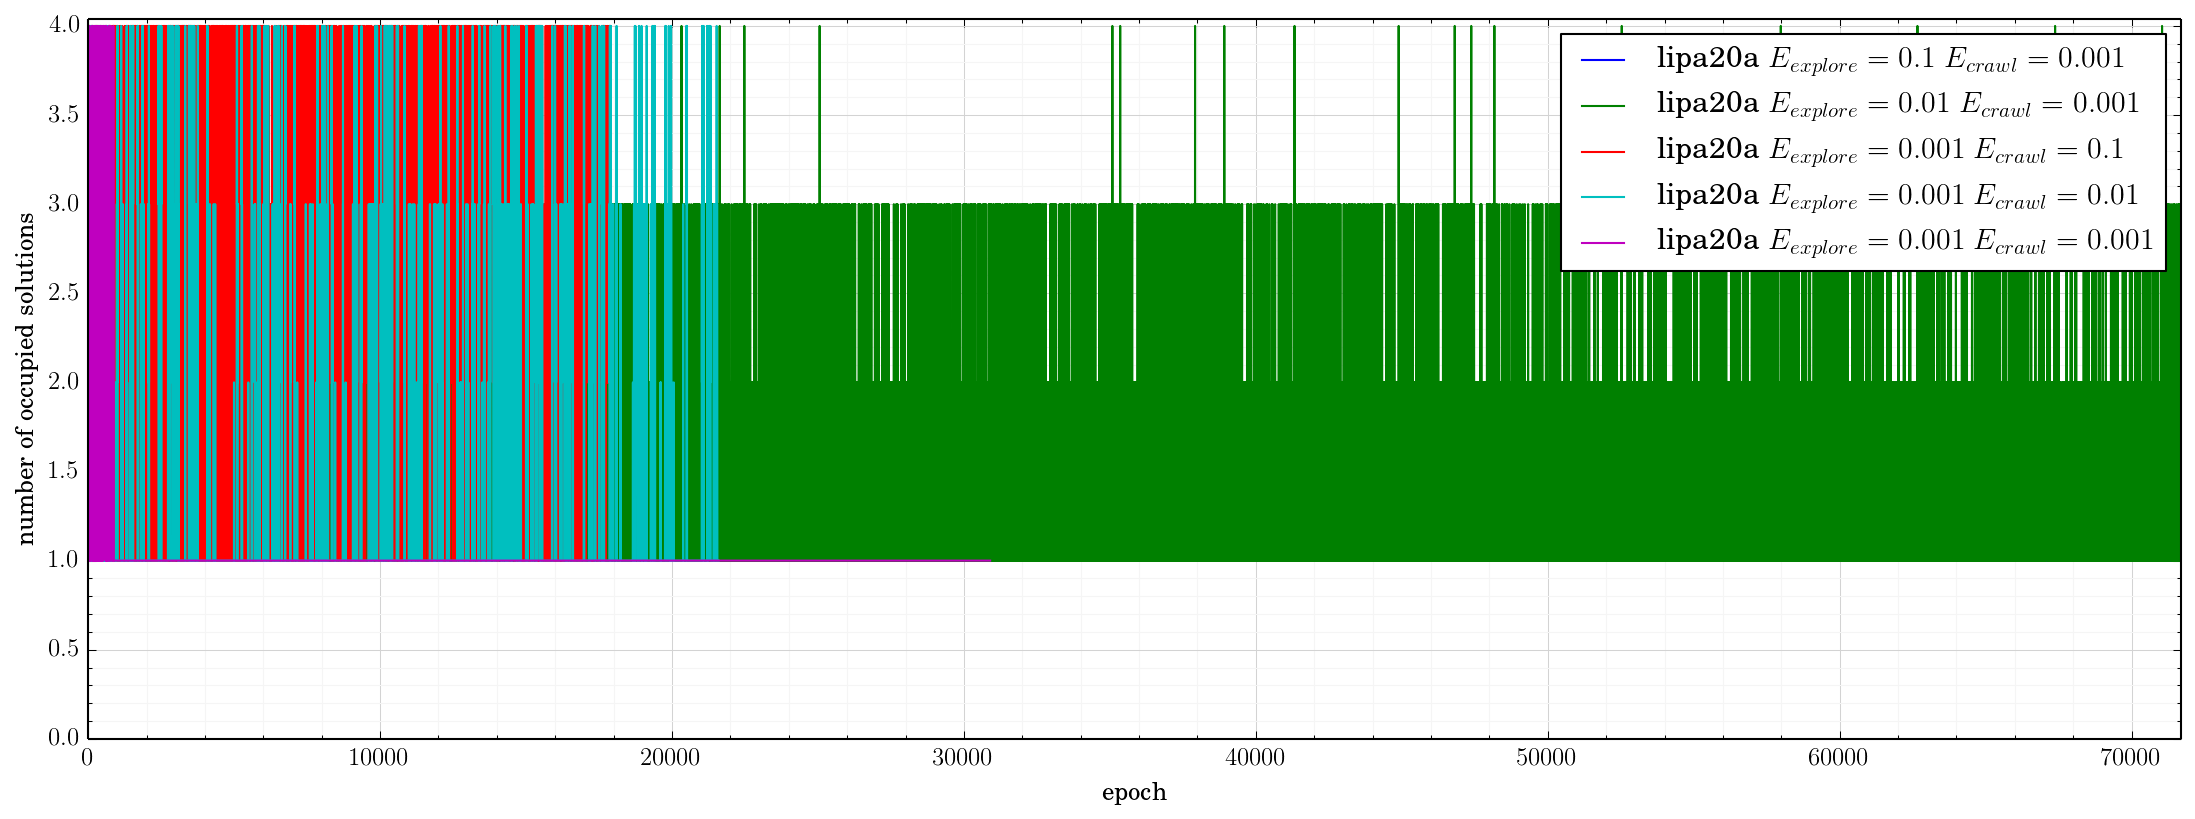 4.0
3.5
3.0
2.5
2.0
1.5
1.0
0.5
0.0
number of occupied solutions
lipa20a E_explore = 0.1 E_crawl = 0.001
lipa20a E_explore = 0.01 E_crawl = 0.001
lipa20a E_explore = 0.001 E_crawl = 0.1
lipa20a E_explore = 0.001 E_crawl = 0.01
lipa20a E_explore = 0.001 E_crawl = 0.001
0 10000 20000 30000 40000 50000 60000 70000
epoch